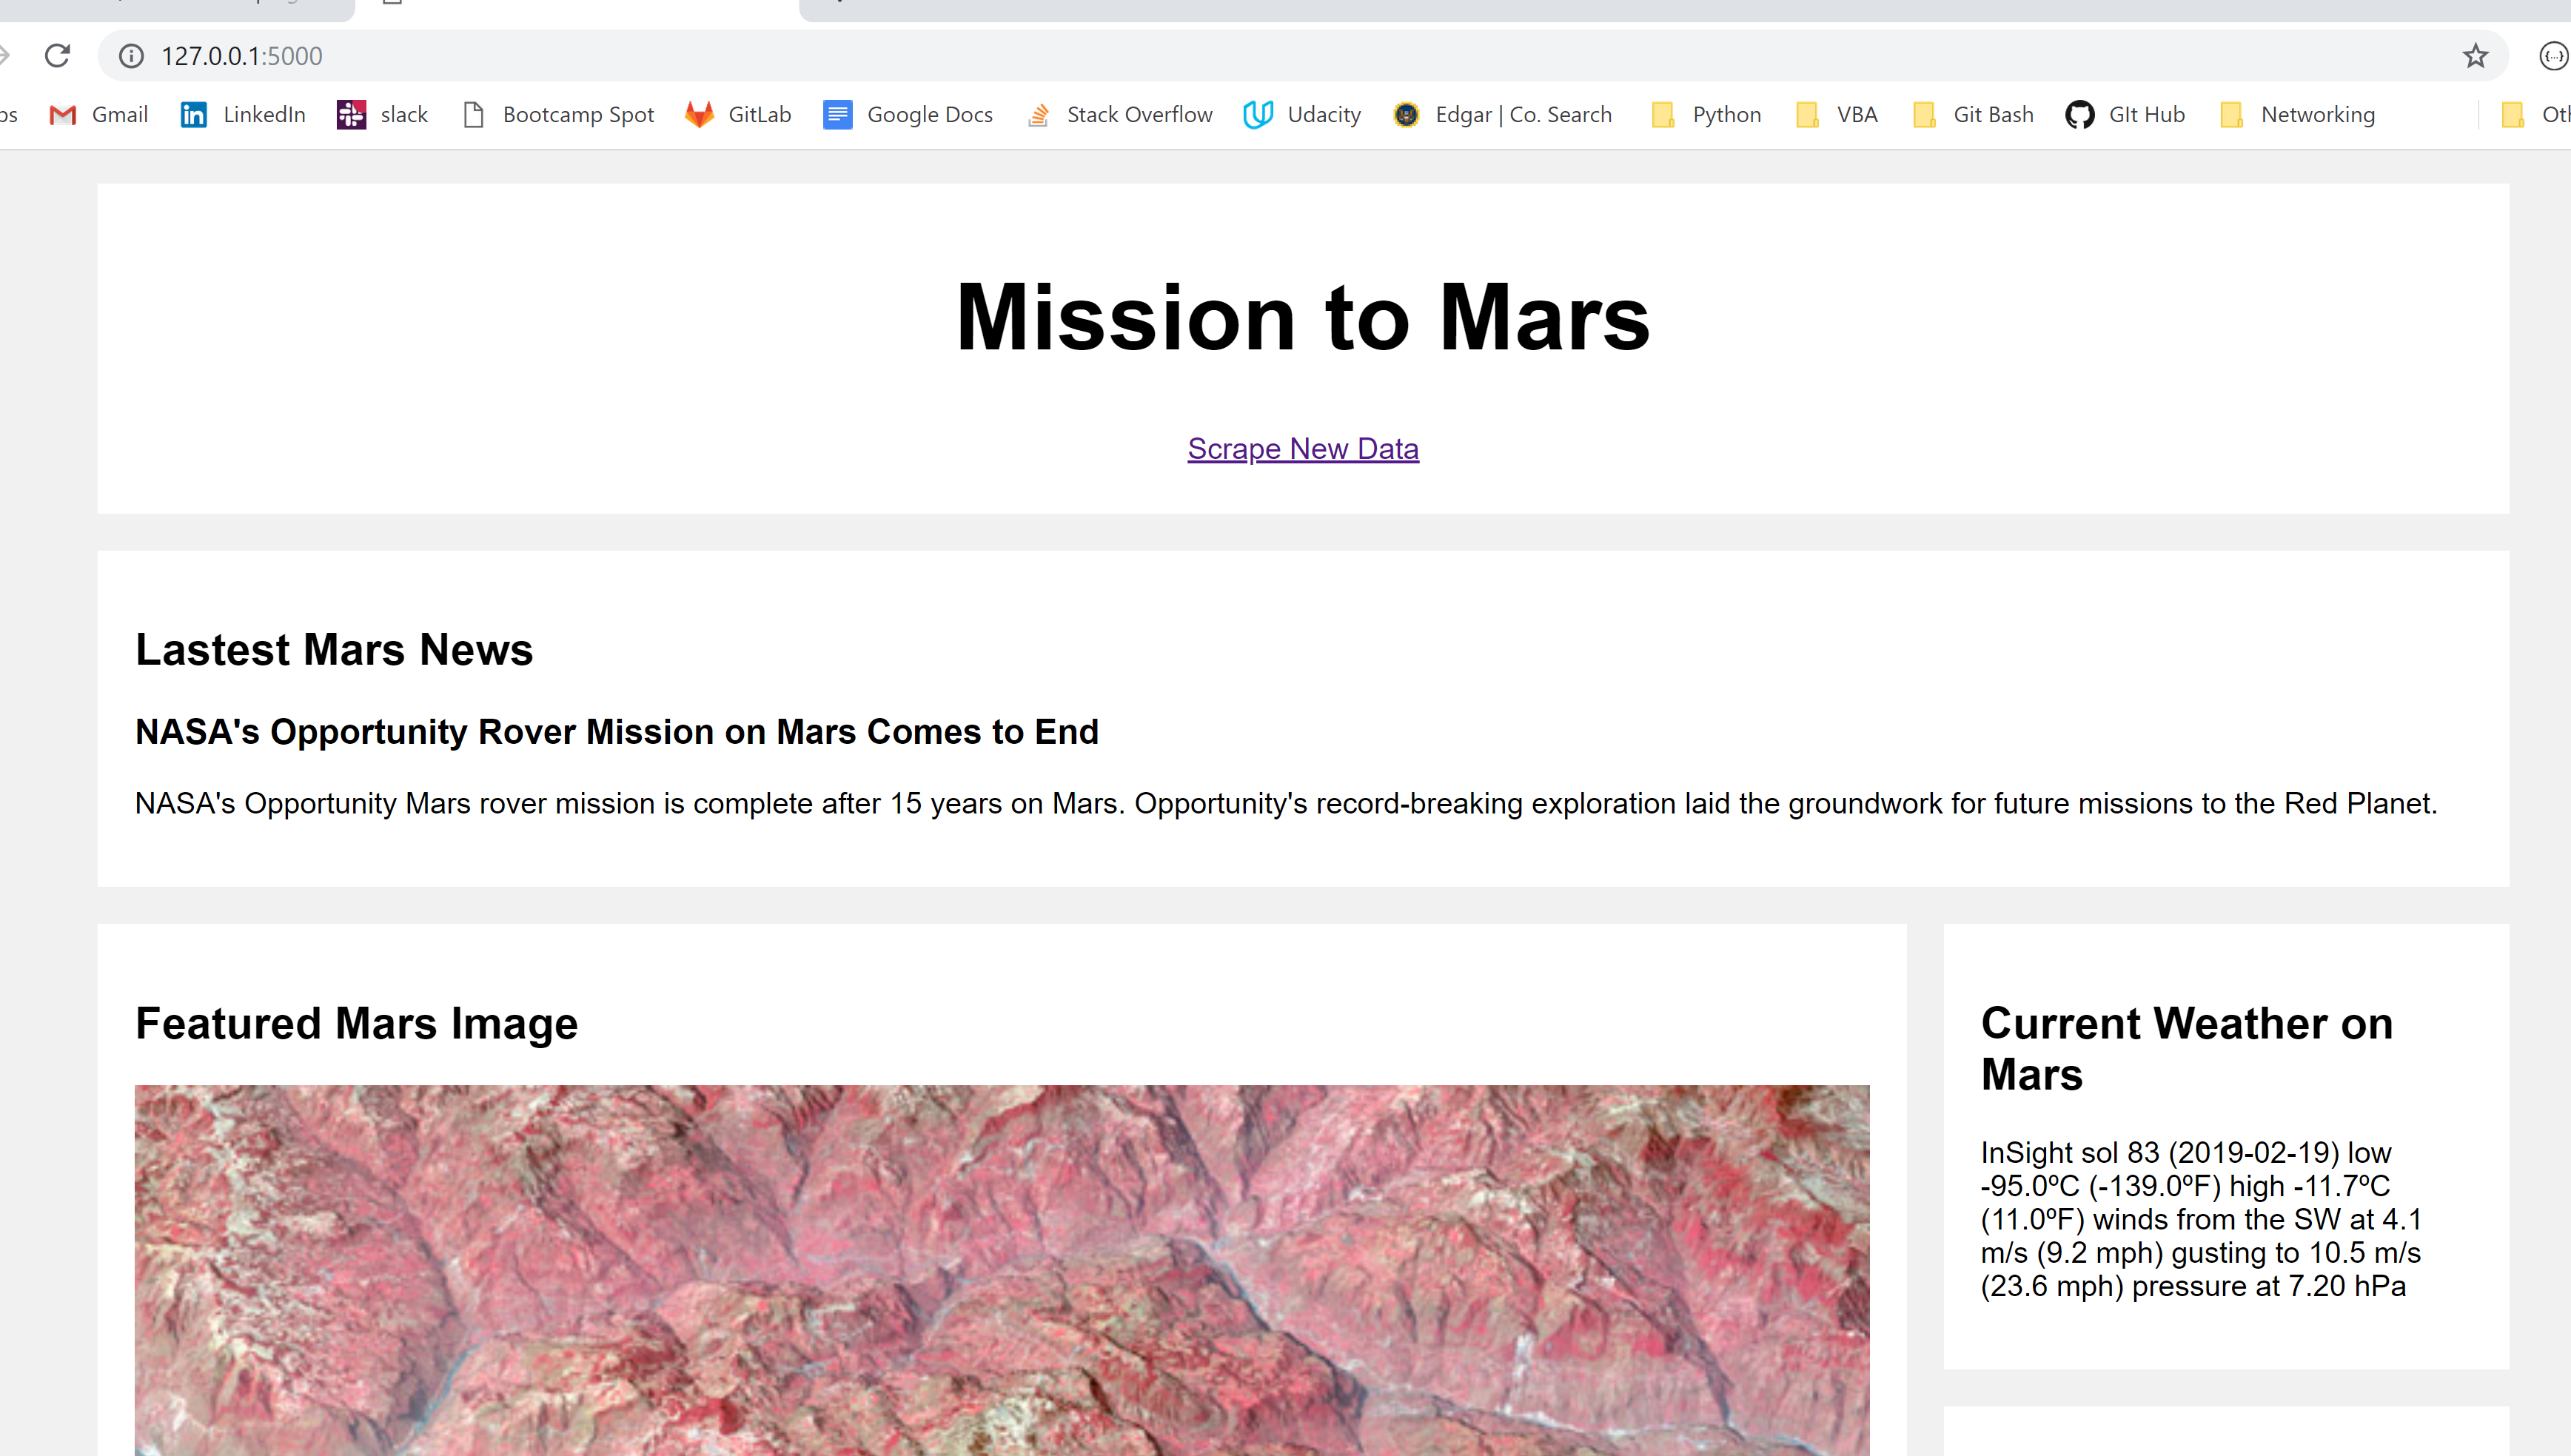 127.0.0.1:5000
Gmail LinkedIn slack Bootcamp Spot GitLab Google Docs Stack Overflow Udacity Edgar | Co. Search Python VBA Git Bash GIt Hub Networking
Mission to Mars
Scrape New Data
Lastest Mars News
NASA's Opportunity Rover Mission on Mars Comes to End
NASA's Opportunity Mars rover mission is complete after 15 years on Mars. Opportunity's record-breaking exploration laid the groundwork for future missions to the Red Planet.
Featured Mars Image
Current Weather on
Mars
InSight sol 83 (2019-02-19) low
-95.0ºC (-139.0ºF) high -11.7ºC
(11.0ºF) winds from the SW at 4.1
m/s (9.2 mph) gusting to 10.5 m/s
(23.6 mph) pressure at 7.20 hPa